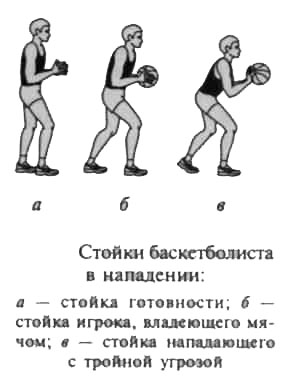 а б в
Стойки баскетболиста
в нападении:
а — стойка готовности; б —
стойка игрока, владеющего мя-
чом; в — стойка нападающего
с тройной угрозой